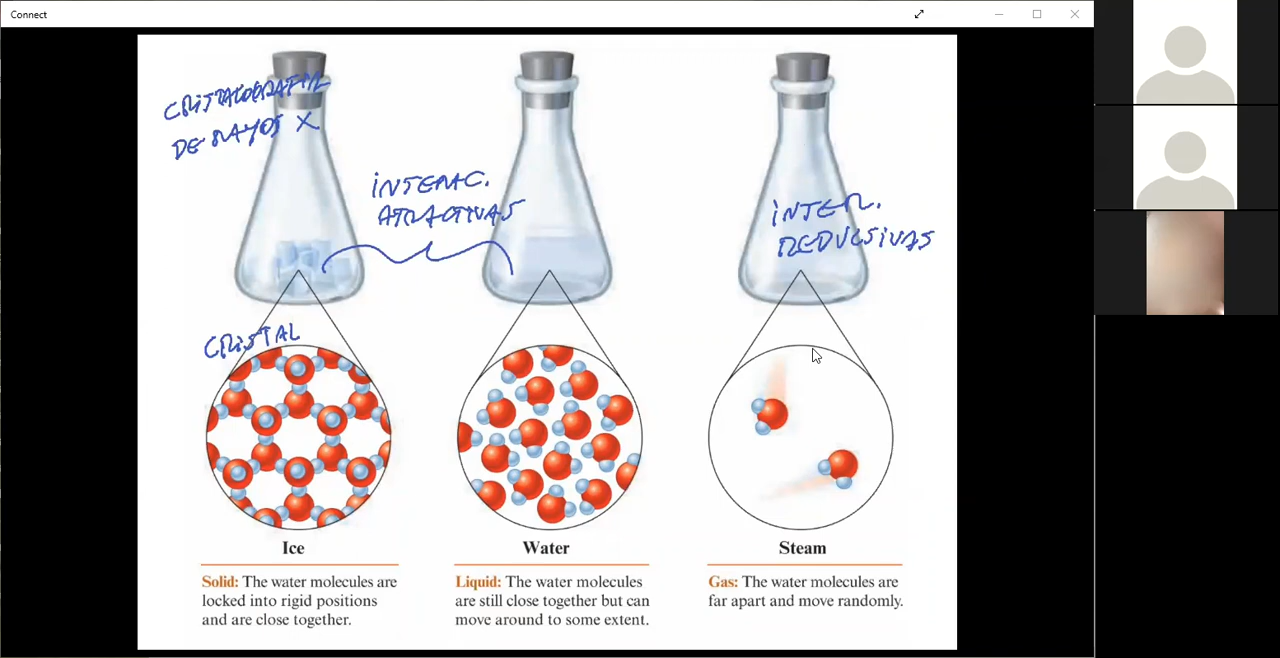 Connect
CRISTALOGRAFIA
DE RAYOS X
INTERAC.
ATRACTIVAS
INTER.
REPULSIVAS
CRISTAL
Ice
Solid: The water molecules are
locked into rigid positions
and are close together.
Water
Liquid: The water molecules
are still close together but can
move around to some extent.
Steam
Gas: The water molecules are
far apart and move randomly.